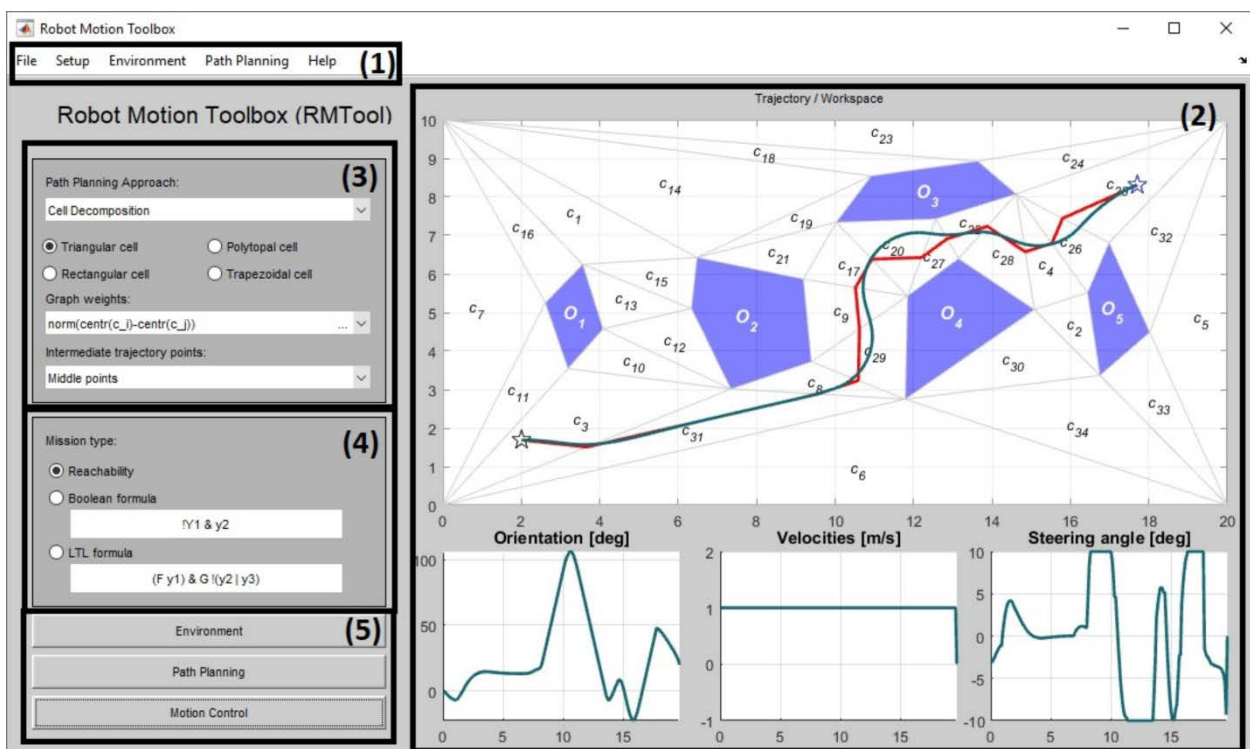 Robot Motion Toolbox
File Setup Environment Path Planning Help (1)
Robot Motion Toolbox (RMTool)
(3)
Path Planning Approach:
Cell Decomposition
Triangular cell Polytopal cell
Rectangular cell Trapezoidal cell
Graph weights:
norm(centr(c_i)-centr(c_j)) ...
Intermediate trajectory points:
Middle points
(4)
Mission type:
Reachability
Boolean formula
!Y1 & y2
LTL formula
(F y1) & G !(y2 | y3)
(5)
Environment
Path Planning
Motion Control
Trajectory / Workspace
(2)
10
9
8
7
6
5
4
3
2
1
0
0 2 4 6 8 10 12 14 16 18 20
c23
c18
c24
c14
c25
O3
c1
c19
c16
c22
c32
c20
c26
c21
c27
c28
c4
c17
c15
c13
c7
O1
O2
c9
O4
O5
c5
c2
c12
c29
c10
c30
c8
c11
c33
c3
c31
c34
c6
Orientation [deg]
100
50
0
0 5 10 15
Velocities [m/s]
2
1
0
-1
0 5 10 15
Steering angle [deg]
10
5
0
-5
-10
0 5 10 15